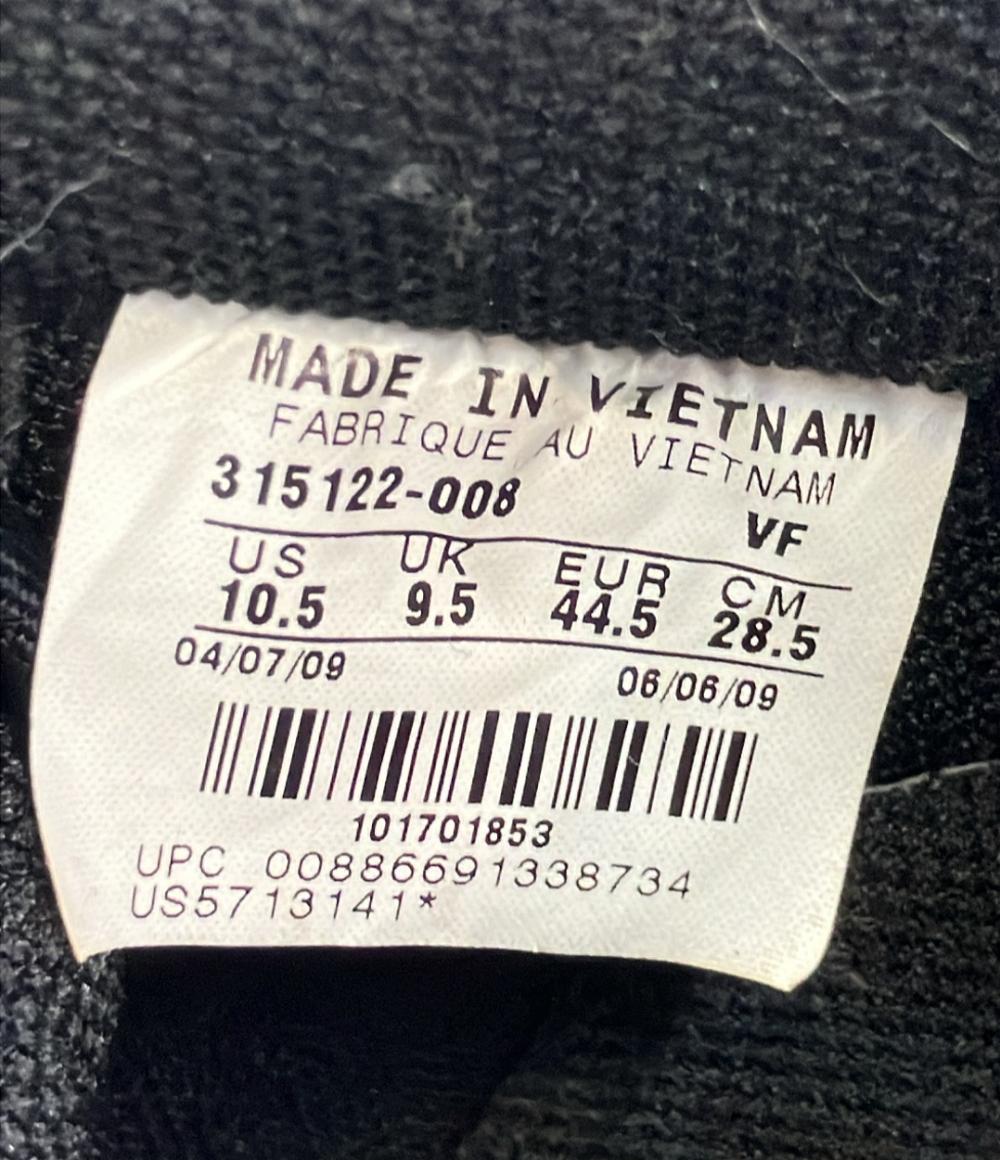 MADE IN VIETNAM
FABRIQUE AU VIETNAM
315122-008 VF
US UK EUR CM
10.5 9.5 44.5 28.5
04/07/09 06/06/09
101701853
UPC 00886691338734
US5713141*